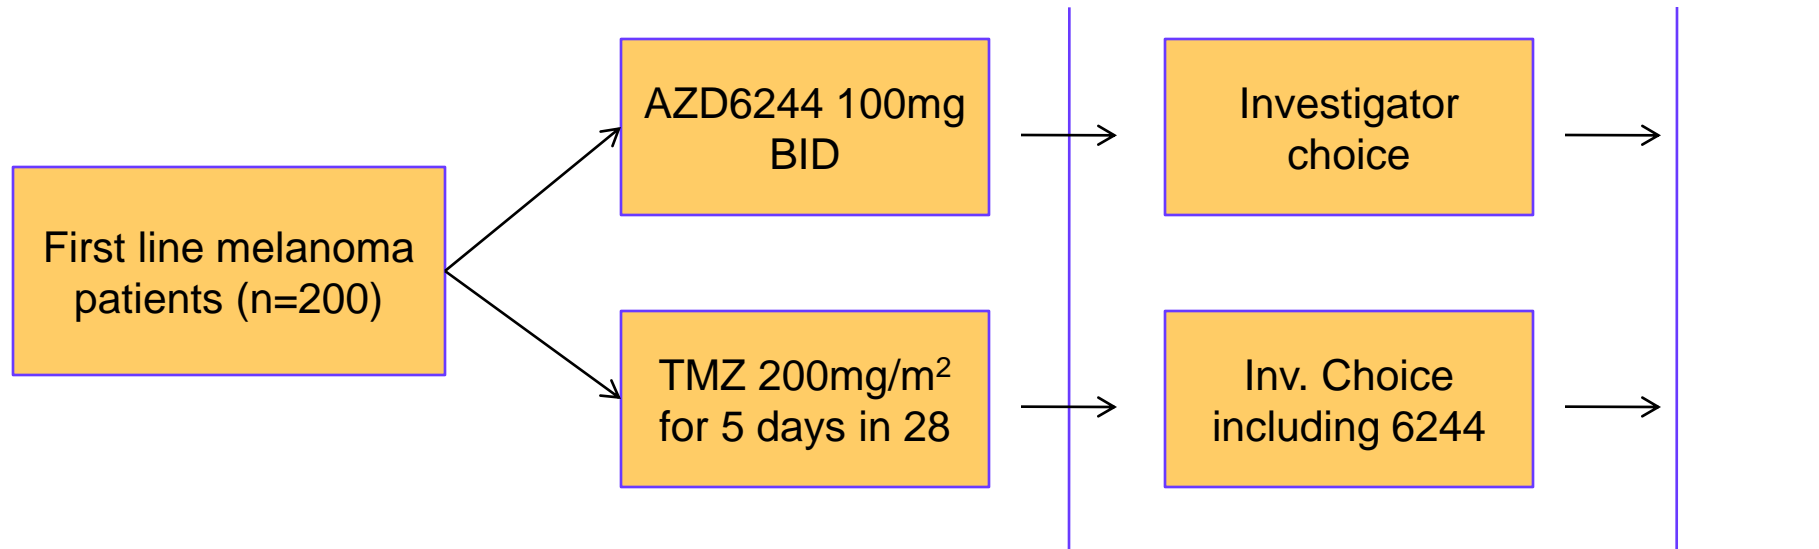 First line melanoma
patients (n=200)
AZD6244 100mg
BID
TMZ 200mg/m²
for 5 days in 28
Investigator
choice
Inv. Choice
including 6244